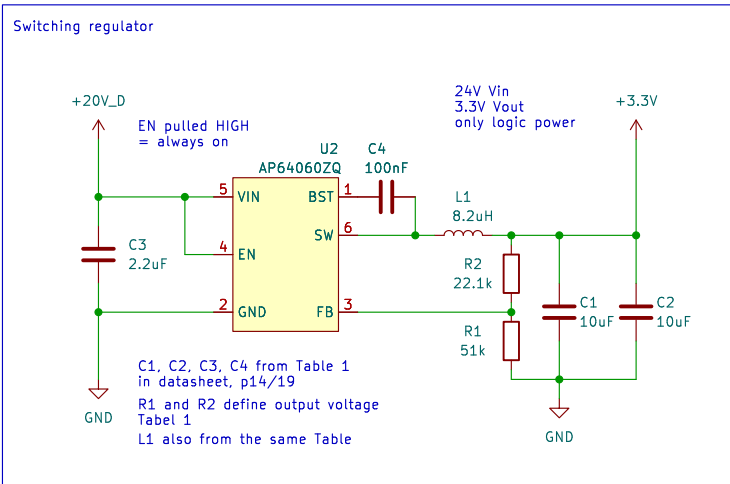 Switching regulator
+20V_D
EN pulled HIGH
= always on
24V Vin
3.3V Vout
only logic power
+3.3V
U2
AP64060ZQ
C4
100nF
5
VIN
BST
1
L1
8.2uH
SW
6
C3
2.2uF
4
EN
R2
22.1k
2
GND
FB
3
R1
51k
C1
10uF
C2
10uF
C1, C2, C3, C4 from Table 1
in datasheet, p14/19
R1 and R2 define output voltage
Tabel 1
L1 also from the same Table
GND
GND